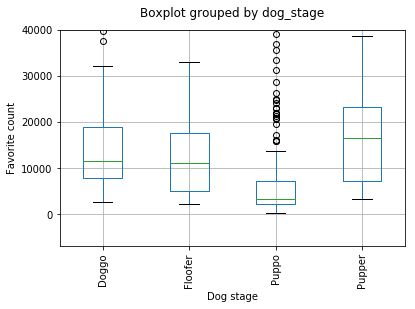 Boxplot grouped by dog_stage
Favorite count
40000
30000
20000
10000
0
Doggo
Floofer
Puppo
Pupper
Dog stage